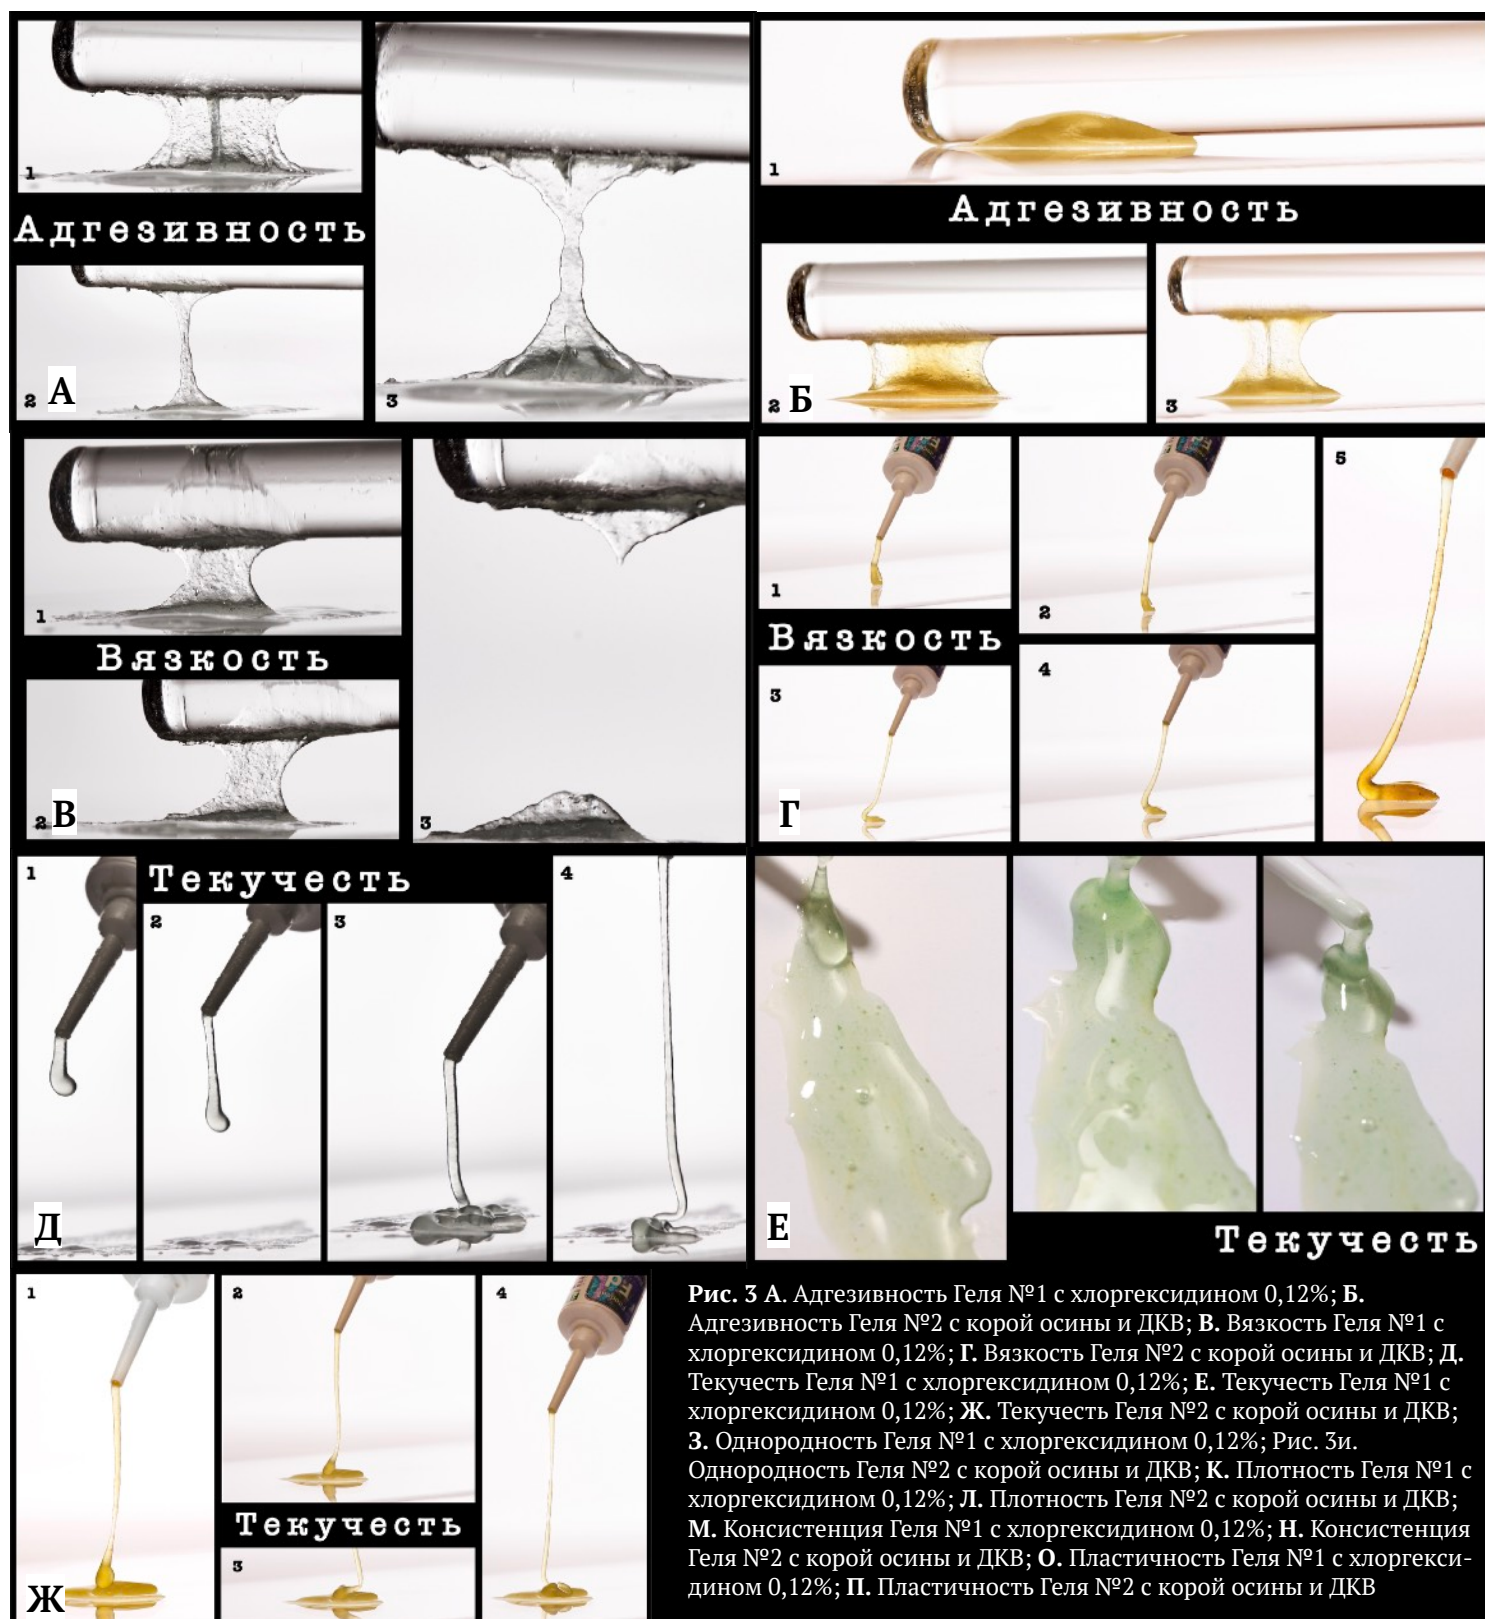 1
Адгезивность
2
А
3
1
Адгезивность
2
Б
3
1
Вязкость
2
В
3
1
2
Вязкость
3
4
5
Г
1
Текучесть
2
3
4
Д
Е
Текучесть
1
2
Текучесть
3
4
Ж
Рис. 3 А. Адгезивность Геля №1 с хлоргексидином 0,12%; Б.
Адгезивность Геля №2 с корой осины и ДКВ; В. Вязкость Геля №1 с
хлоргексидином 0,12%; Г. Вязкость Геля №2 с корой осины и ДКВ; Д.
Текучесть Геля №1 с хлоргексидином 0,12%; Е. Текучесть Геля №1 с
хлоргексидином 0,12%; Ж. Текучесть Геля №2 с корой осины и ДКВ;
З. Однородность Геля №1 с хлоргексидином 0,12%; Рис. 3и.
Однородность Геля №2 с корой осины и ДКВ; К. Плотность Геля №1 с
хлоргексидином 0,12%; Л. Плотность Геля №2 с корой осины и ДКВ;
М. Консистенция Геля №1 с хлоргексидином 0,12%; Н. Консистенция
Геля №2 с корой осины и ДКВ; О. Пластичность Геля №1 с хлоргекси-
дином 0,12%; П. Пластичность Геля №2 с корой осины и ДКВ